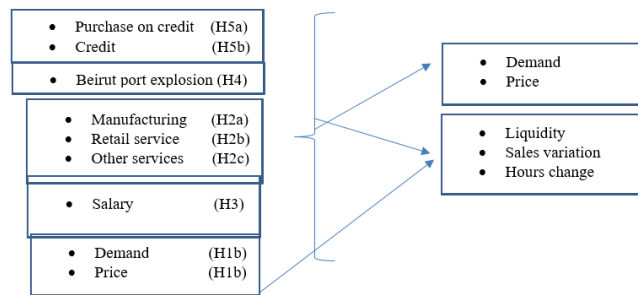 • Purchase on credit (H5a)
• Credit (H5b)
• Beirut port explosion (H4)
• Manufacturing (H2a)
• Retail service (H2b)
• Other services (H2c)
• Salary (H3)
• Demand (H1b)
• Price (H1b)
• Demand
• Price
• Liquidity
• Sales variation
• Hours change